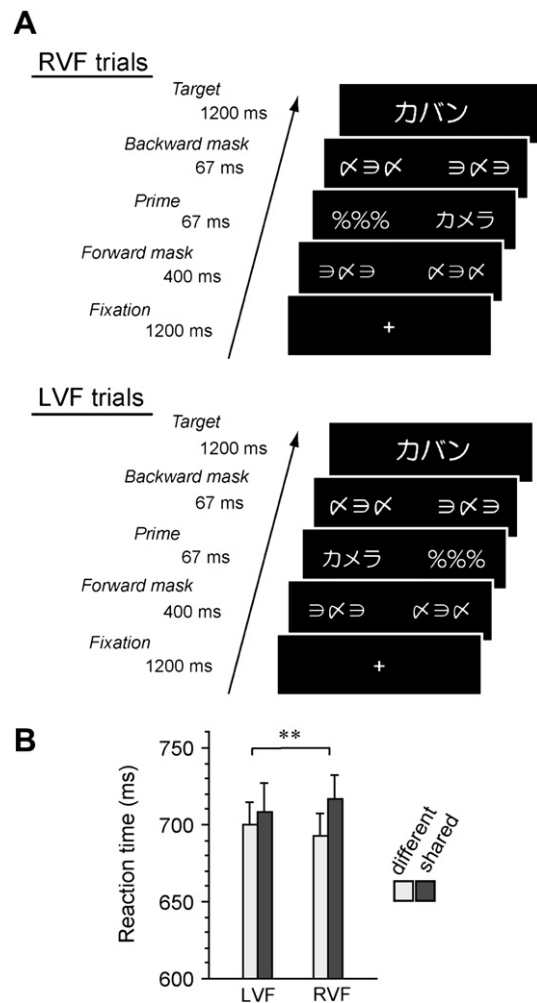 A
RVF trials
Target
1200 ms
カバン
Backward mask
67 ms
〆∋〆 ∋〆∋
Prime
67 ms
%%% カメラ
Forward mask
400 ms
∋〆∋ 〆∋〆
Fixation
1200 ms
+
LVF trials
Target
1200 ms
カバン
Backward mask
67 ms
〆∋〆 ∋〆∋
Prime
67 ms
カメラ %%%
Forward mask
400 ms
∋〆∋ 〆∋〆
Fixation
1200 ms
+
B
Reaction time (ms)
750
700
650
600
**
LVF RVF
different
shared